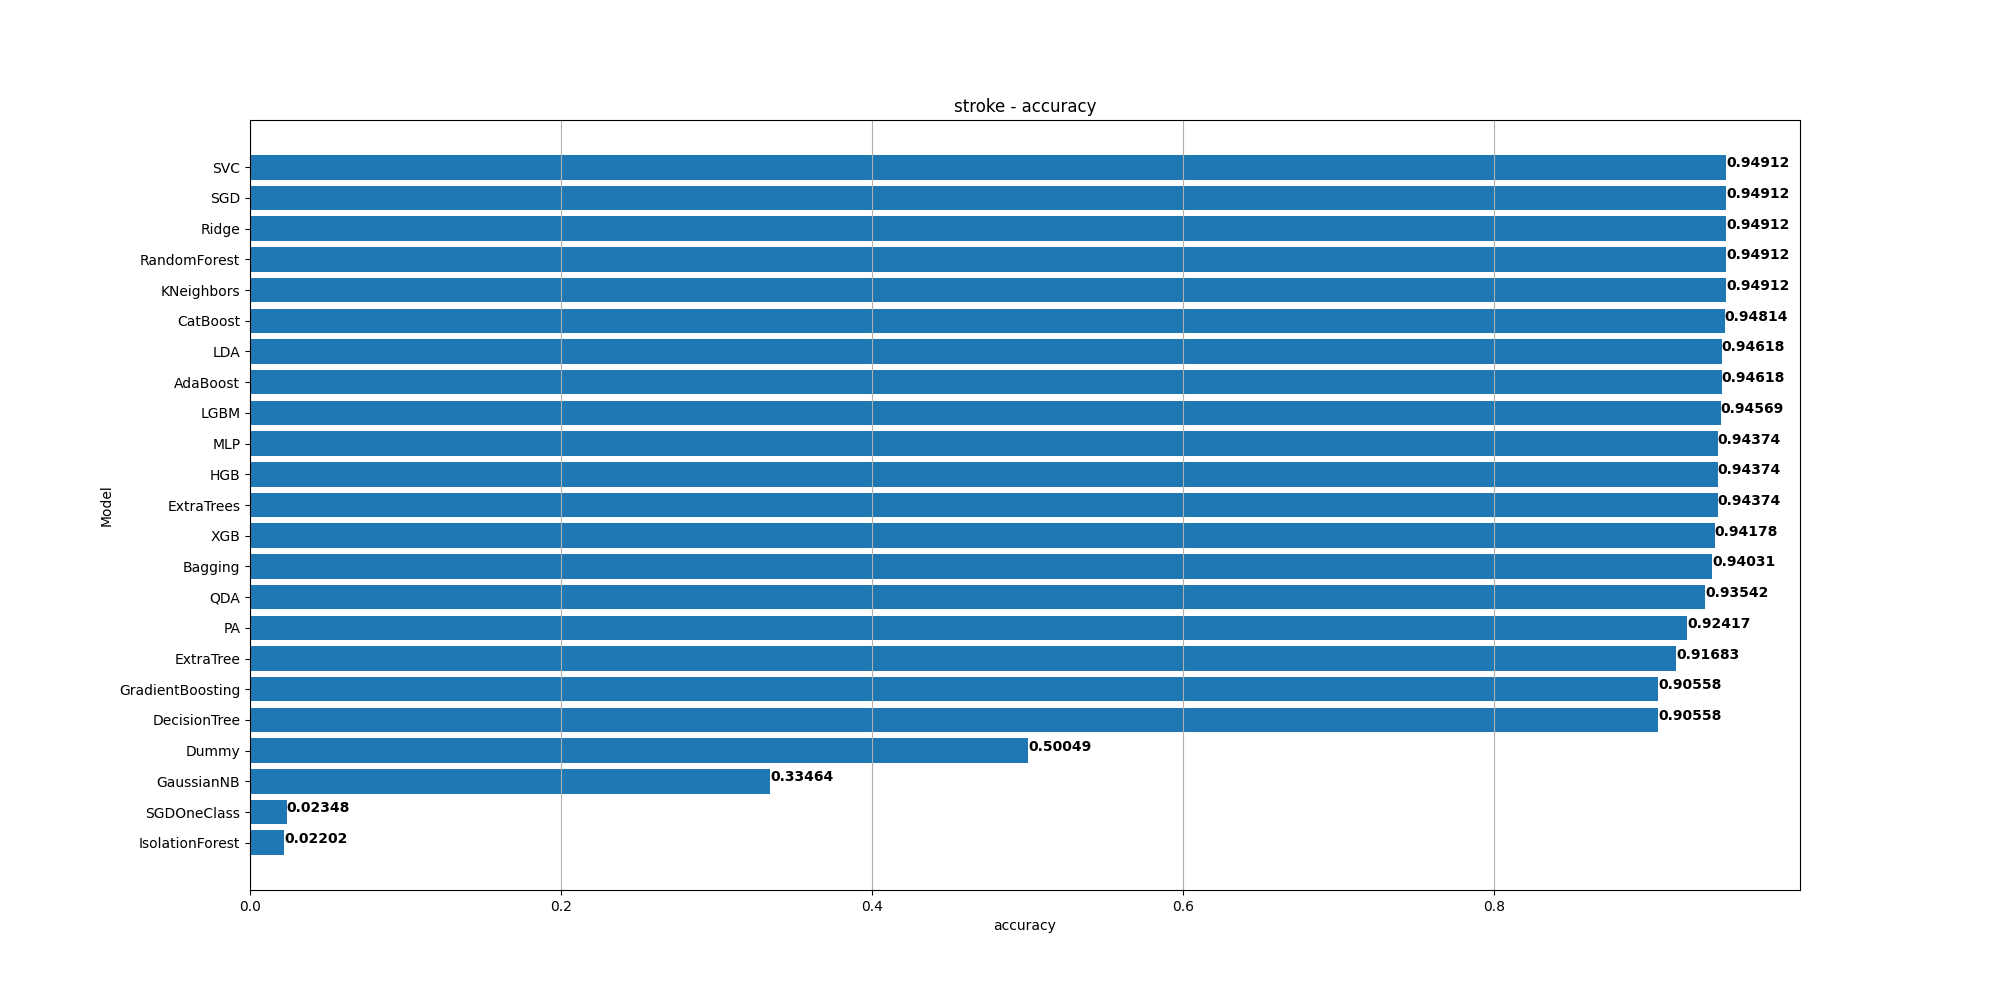 stroke - accuracy
SVC 0.94912
SGD 0.94912
Ridge 0.94912
RandomForest 0.94912
KNeighbors 0.94912
CatBoost 0.94814
LDA 0.94618
AdaBoost 0.94618
LGBM 0.94569
MLP 0.94374
HGB 0.94374
ExtraTrees 0.94374
XGB 0.94178
Bagging 0.94031
QDA 0.93542
PA 0.92417
ExtraTree 0.91683
GradientBoosting 0.90558
DecisionTree 0.90558
Dummy 0.50049
GaussianNB 0.33464
SGDOneClass 0.02348
IsolationForest 0.02202
Model
0.0 0.2 0.4 0.6 0.8
accuracy